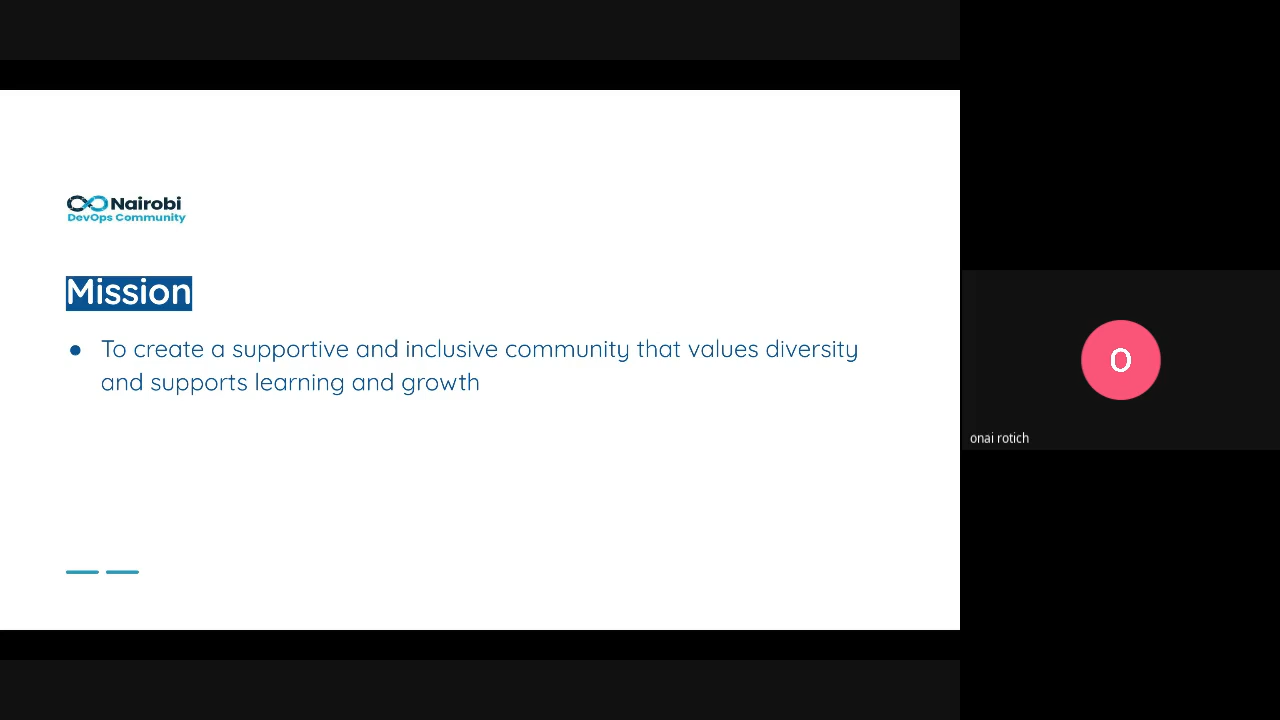 Nairobi
DevOps Community
Mission
● To create a supportive and inclusive community that values diversity
and supports learning and growth
O
onai rotich